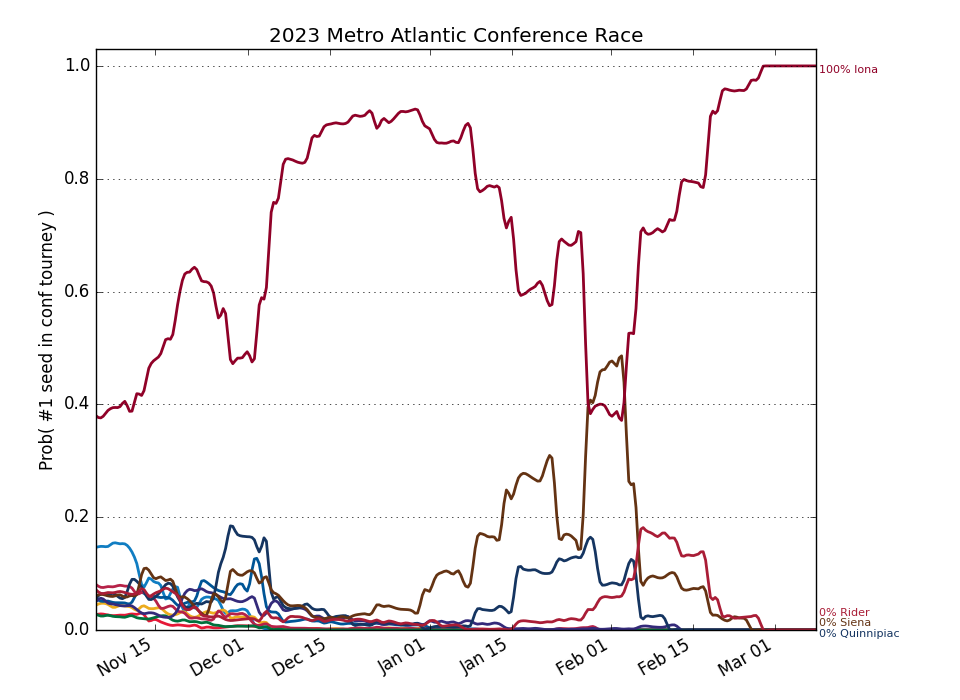 2023 Metro Atlantic Conference Race
Prob( #1 seed in conf tourney )
1.0
0.8
0.6
0.4
0.2
0.0
Nov 15
Dec 01
Dec 15
Jan 01
Jan 15
Feb 01
Feb 15
Mar 01
100% Iona
0% Rider
0% Siena
0% Quinnipiac